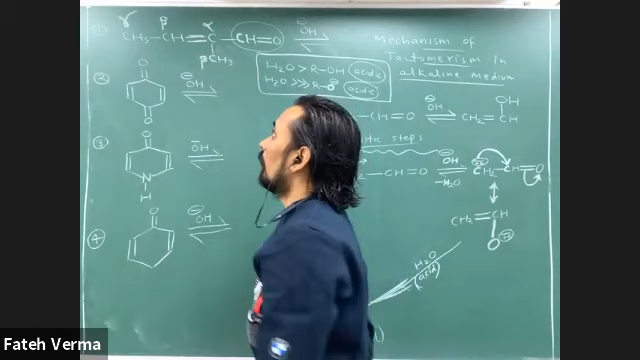 γ β α
① CH₃—CH=C—CH=O ⊖OH ⇌
β CH₃
② O ⊖OH ⇌
O
③ O ŌH ⇌
N
H
④ O ⊖OH ⇌
H₂O > R—OH (acidic)
H₂O >>> R— (acidic)
Mechanism of
Tautomerism in
alkaline medium
—CH=O ⊖OH ⇌ CH₂=CH
OH
steps
—CH=O ⊖OH ⇌ -H₂O CH₂—CH=O
↕
CH₂=CH
O
H₂O
(acid)
Fateh Verma